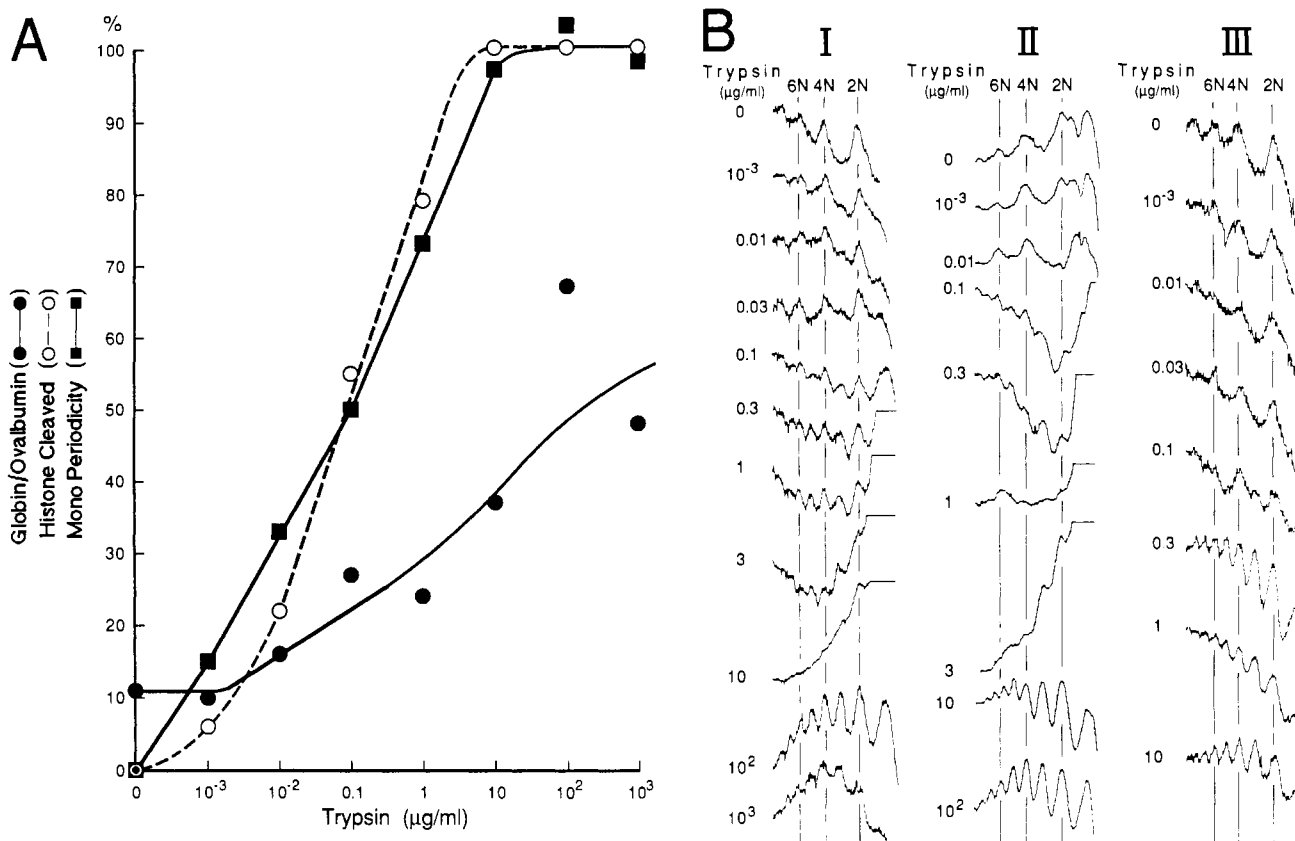 A
%
100
90
80
70
60
50
40
30
20
10
0
Globin/Ovalbumin (●——●)
Histone Cleaved (○--○)
Mono Periodicity (■——■)
0 10⁻³ 10⁻² 0.1 1 10 10² 10³
Trypsin (µg/ml)
B
I
Trypsin
(µg/ml)
6N 4N 2N
0
10⁻³
0.01
0.03
0.1
0.3
1
3
10
10²
10³
II
Trypsin
(µg/ml)
6N 4N 2N
0
10⁻³
0.01
0.1
0.3
1
3
10
10²
III
Trypsin
(µg/ml)
6N 4N 2N
0
10⁻³
0.01
0.03
0.1
0.3
1
10